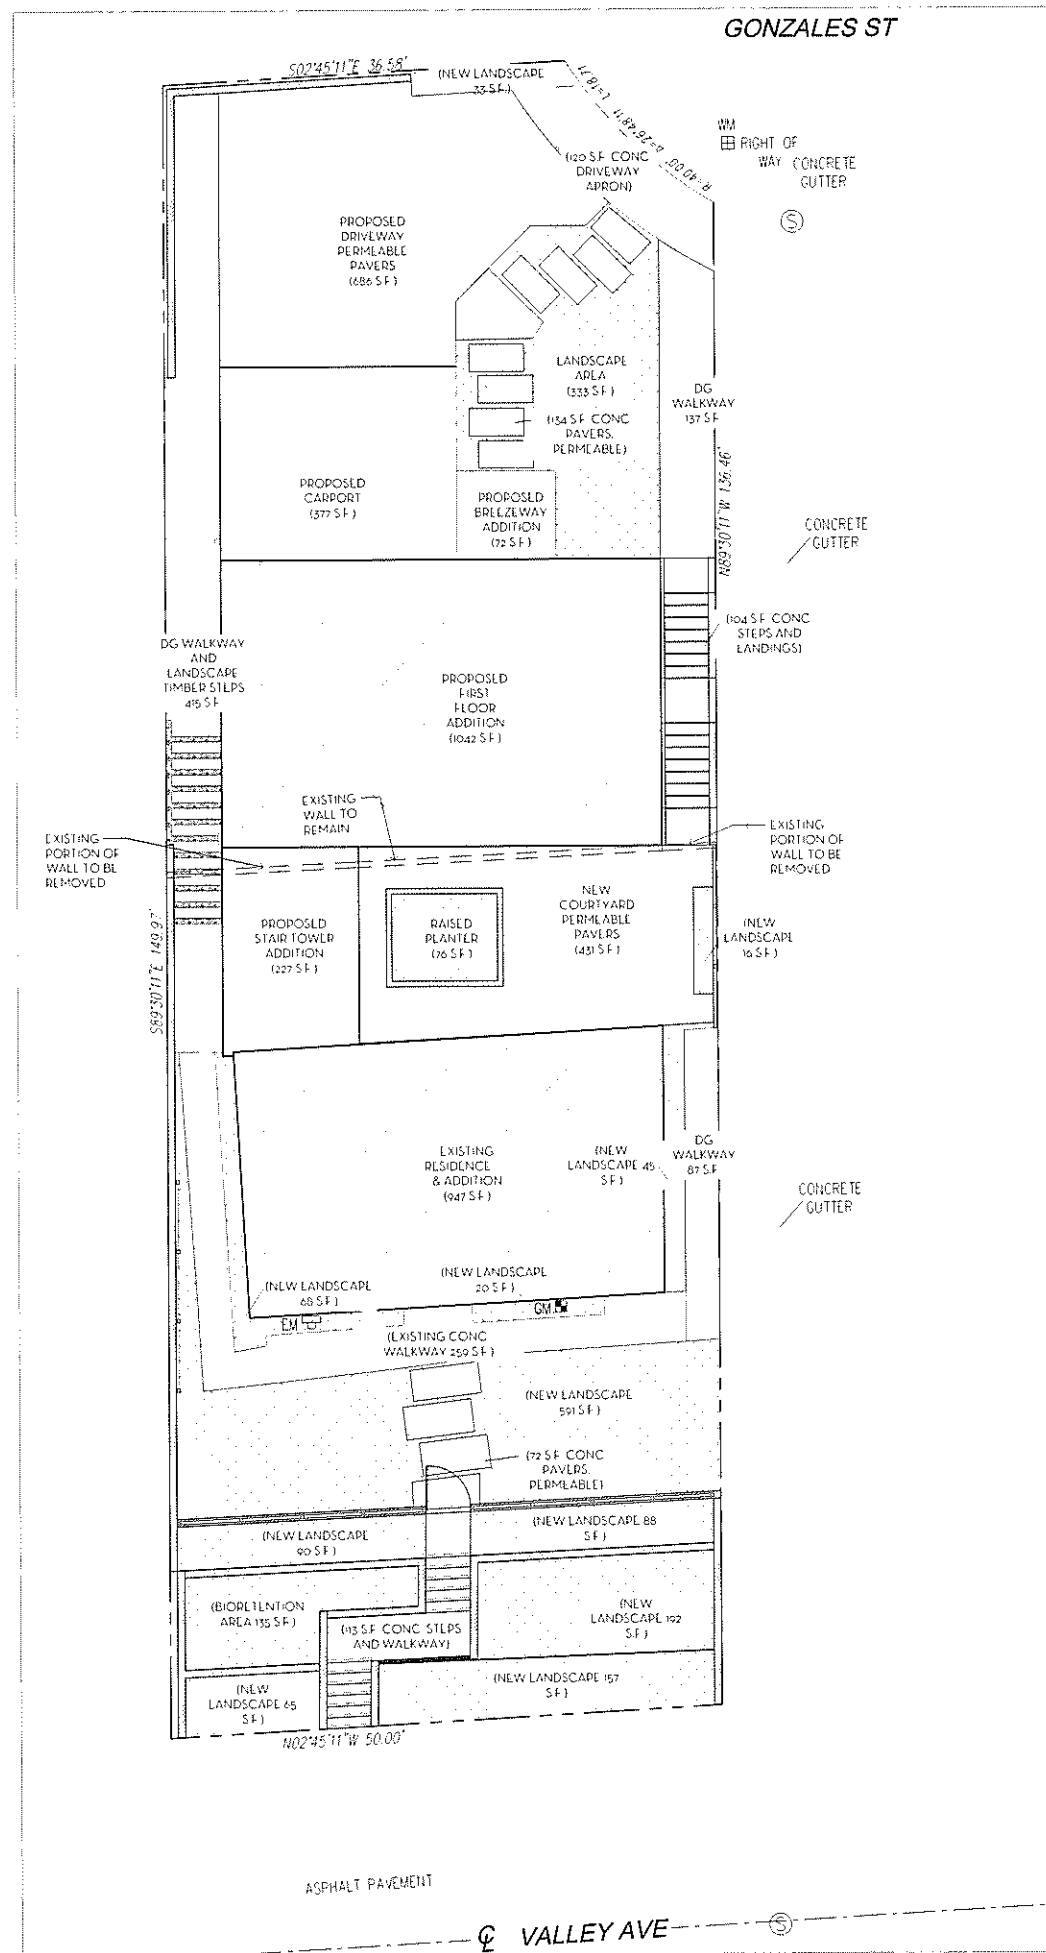 GONZALES ST
S02°45'11"E 36.58'
(NEW LANDSCAPE
33 S.F.)
R=40.00' Δ=26°48'11" L=18.71'
WM
RIGHT OF
WAY
CONCRETE
GUTTER
S
(120 S.F. CONC
DRIVEWAY
APRON)
PROPOSED
DRIVEWAY
PERMEABLE
PAVERS
(686 S.F.)
LANDSCAPE
AREA
(333 S.F.)
DG
WALKWAY
137 S.F.
(134 S.F. CONC
PAVERS,
PERMEABLE)
N89°30'11"W 136.46'
PROPOSED
CARPORT
(377 S.F.)
PROPOSED
BREEZEWAY
ADDITION
(72 S.F.)
CONCRETE
GUTTER
(104 S.F. CONC
STEPS AND
LANDINGS)
DG WALKWAY
AND
LANDSCAPE
TIMBER STEPS
415 S.F.
PROPOSED
FIRST
FLOOR
ADDITION
(1042 S.F.)
EXISTING
WALL TO
REMAIN
EXISTING
PORTION OF
WALL TO BE
REMOVED
EXISTING
PORTION OF
WALL TO BE
REMOVED
S89°30'11"E 149.97'
PROPOSED
STAIR TOWER
ADDITION
(227 S.F.)
RAISED
PLANTER
(76 S.F.)
NEW
COURTYARD
PERMEABLE
PAVERS
(431 S.F.)
(NEW
LANDSCAPE
16 S.F.)
EXISTING
RESIDENCE
& ADDITION
(947 S.F.)
(NEW
LANDSCAPE 45
S.F.)
DG
WALKWAY
87 S.F.
CONCRETE
GUTTER
(NEW LANDSCAPE
68 S.F.)
(NEW LANDSCAPE
20 S.F.)
EM
GM
(EXISTING CONC
WALKWAY 259 S.F.)
(NEW LANDSCAPE
591 S.F.)
(72 S.F. CONC
PAVERS,
PERMEABLE)
(NEW LANDSCAPE
90 S.F.)
(NEW LANDSCAPE 88
S.F.)
(BIORETENTION
AREA 135 S.F.)
(113 S.F. CONC STEPS
AND WALKWAY)
(NEW
LANDSCAPE 192
S.F.)
(NEW
LANDSCAPE 65
S.F.)
(NEW LANDSCAPE 157
S.F.)
N02°45'11"W 50.00'
ASPHALT PAVEMENT
℄ VALLEY AVE
S